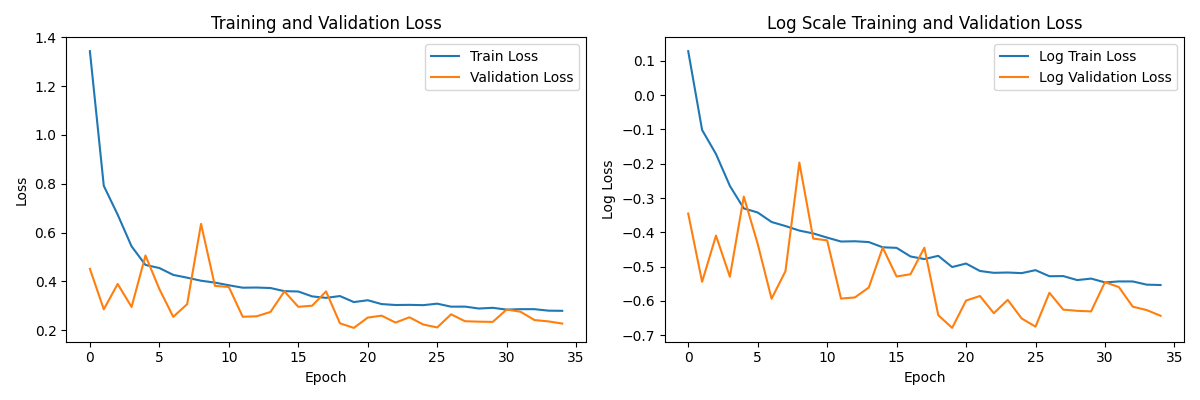 Training and Validation Loss
Loss
1.4
1.2
1.0
0.8
0.6
0.4
0.2
Train Loss
Validation Loss
0 5 10 15 20 25 30 35
Epoch
Log Scale Training and Validation Loss
Log Loss
0.1
0.0
−0.1
−0.2
−0.3
−0.4
−0.5
−0.6
−0.7
Log Train Loss
Log Validation Loss
0 5 10 15 20 25 30 35
Epoch